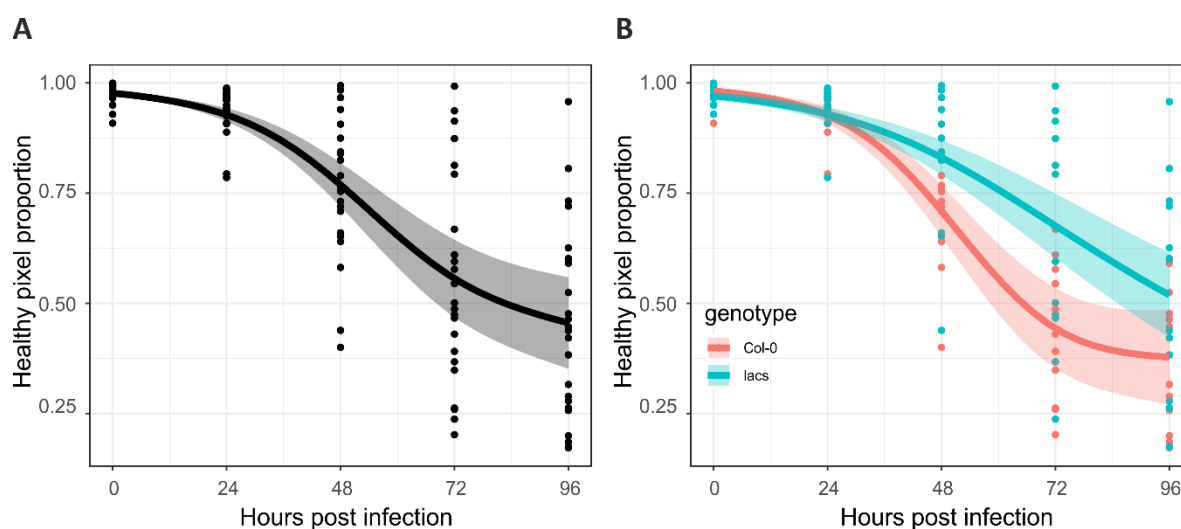 A
1.00
0.75
0.50
0.25
Healthy pixel proportion
0 24 48 72 96
Hours post infection
B
1.00
0.75
0.50
0.25
Healthy pixel proportion
genotype
Col-0
lacs
0 24 48 72 96
Hours post infection